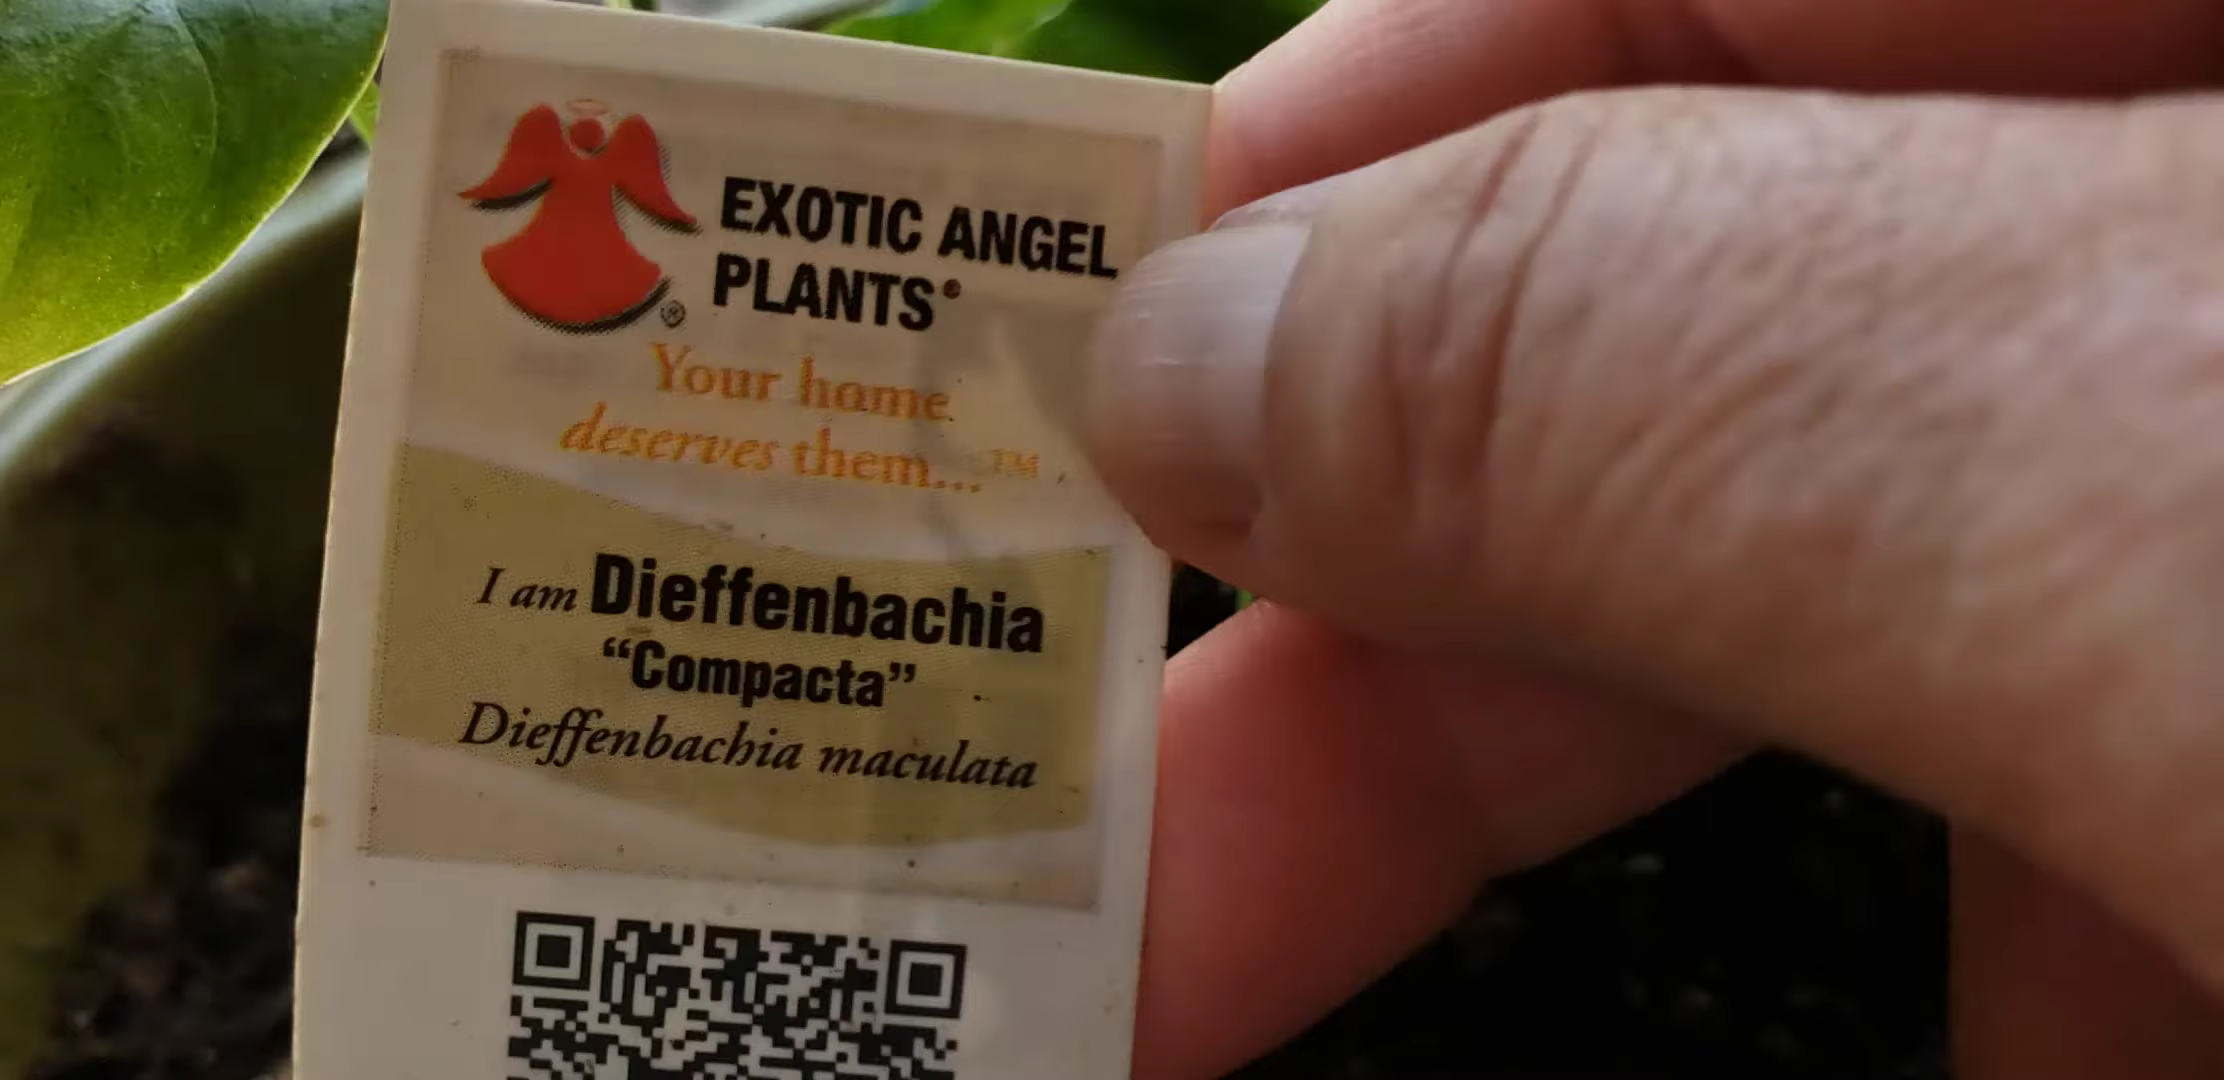 EXOTIC ANGEL
PLANTS®
®
Your home
deserves them...™
I am Dieffenbachia
“Compacta”
Dieffenbachia maculata